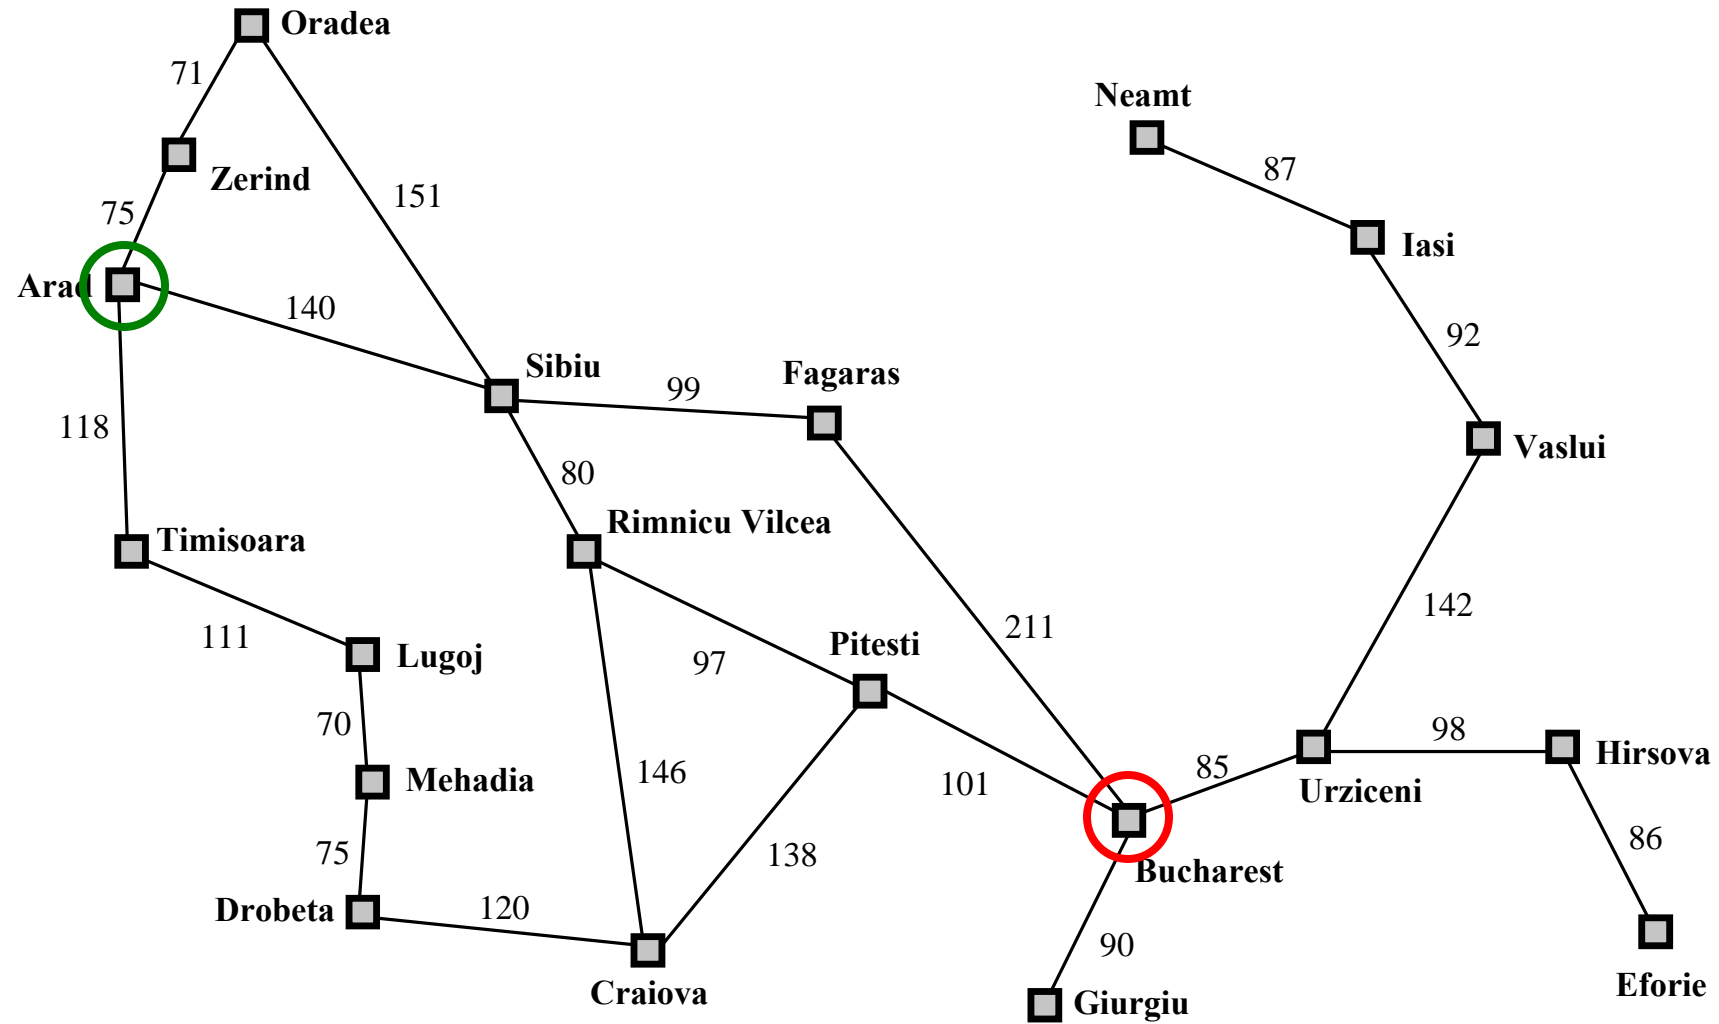 Oradea
71
Neamt
87
Zerind
151
75
Iasi
Arad
140
92
Sibiu
Fagaras
99
118
Vaslui
80
Rimnicu Vilcea
Timisoara
142
211
111
Pitesti
Lugoj
97
70
98
Hirsova
85
146
Mehadia
101
Urziceni
86
75
138
Bucharest
Drobeta
120
90
Eforie
Craiova
Giurgiu